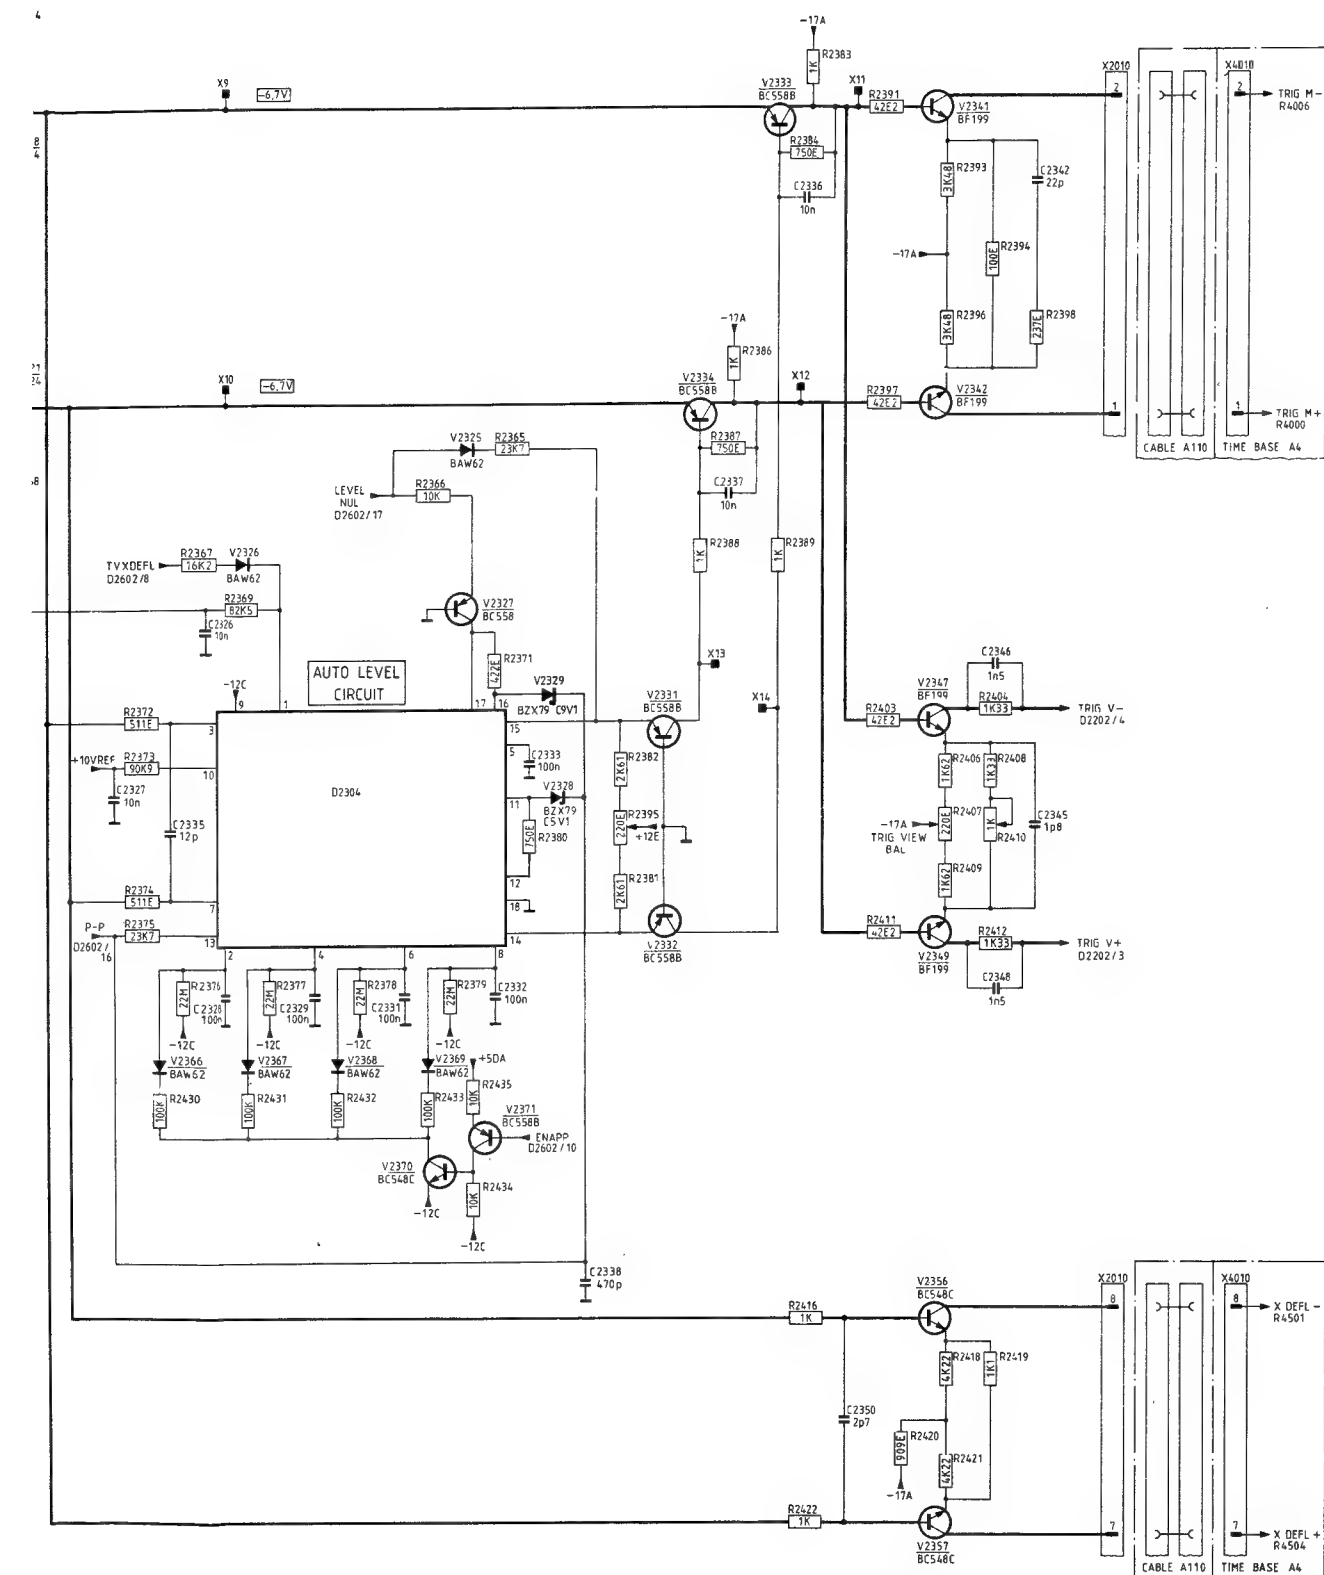 4
-17A
R2383
1K
X9
-6,7V
V2333
BC558B
X11
R2391
42E2
V2341
BF199
X2010
X4010
2
2
TRIG M-
R4006
8
4
R2384
750E
C2336
10n
R2393
3K48
C2342
22p
-17A
R2394
100E
R2396
3K48
R2398
237E
-17A
R2386
1K
21
24
X10
-6,7V
V2334
BC558B
X12
R2397
42E2
V2342
BF199
1
1
TRIG M+
R4000
CABLE A110
TIME BASE A4
V2325
BAW62
R2365
23K7
R2387
750E
LEVEL
NUL
D2602/17
R2366
10K
C2337
10n
R2388
1K
R2389
1K
TVXDEFL
D2602/8
R2367
16K2
V2326
BAW62
R2369
82K5
C2326
10n
V2327
BC558
R2371
422E
X13
AUTO LEVEL
CIRCUIT
V2329
BZX79 C9V1
X14
V2331
BC558B
C2346
1n5
V2347
BF199
R2404
1K33
TRIG V-
D2202/4
-12C
9
1
17
16
R2372
511E
3
15
R2403
42E2
+10VREF
R2373
90K9
10
5
C2333
100n
R2382
2K61
R2406
1K62
R2408
1K33
C2327
10n
D2304
11
V2328
BZX79
C5V1
R2380
750E
R2395
220E
+12E
C2335
12p
-17A
TRIG VIEW
BAL
R2407
220E
1K
R2410
C2345
1p8
R2409
1K62
R2374
511E
7
12
18
R2381
2K61
P-P
D2602/
16
R2375
23K7
13
14
V2332
BC558B
R2411
42E2
V2349
BF199
R2412
1K33
C2348
1n5
TRIG V+
D2202/3
2
4
6
8
R2376
22M
C2328
100n
R2377
22M
C2329
100n
R2378
22M
C2331
100n
R2379
22M
C2332
100n
-12C
-12C
-12C
-12C
V2366
BAW62
V2367
BAW62
V2368
BAW62
V2369
BAW62
+5DA
R2430
100K
R2431
100K
R2432
100K
R2433
100K
R2435
10K
V2371
BC558B
ENAPP
D2602/10
V2370
BC548C
R2434
10K
-12C
-12C
C2338
470p
V2356
BC548C
X2010
X4010
R2416
1K
8
8
X DEFL-
R4501
R2418
4K22
R2419
1K1
C2350
2p7
R2420
909E
R2421
4K22
-17A
R2422
1K
V2357
BC548C
7
7
X DEFL+
R4504
CABLE A110
TIME BASE A4